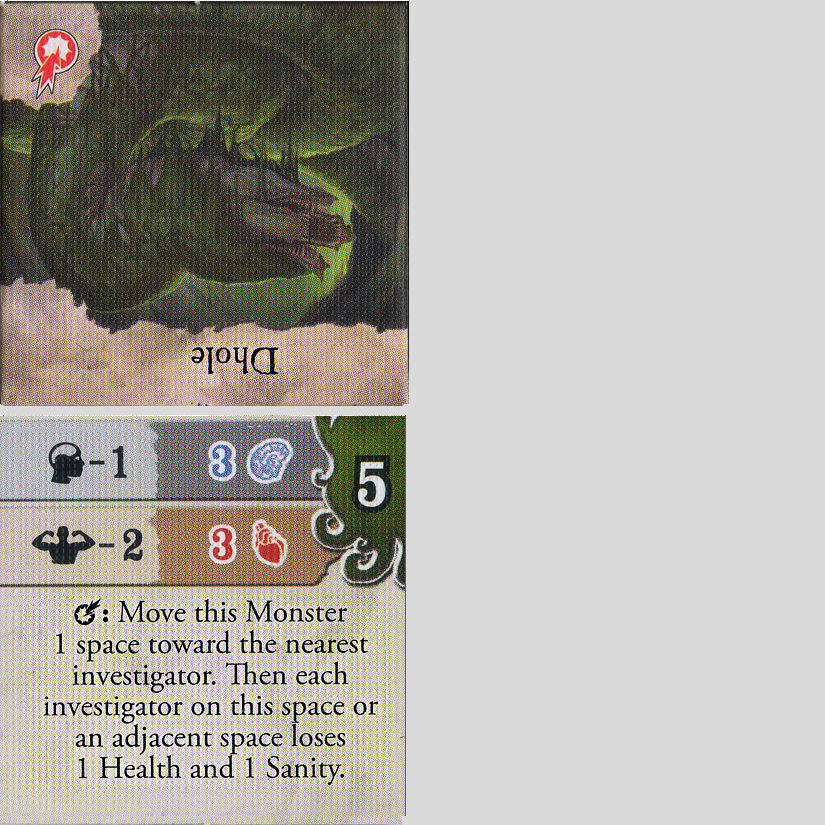 Dhole
-1 3
5
-2 3
: Move this Monster
1 space toward the nearest
investigator. Then each
investigator on this space or
an adjacent space loses
1 Health and 1 Sanity.